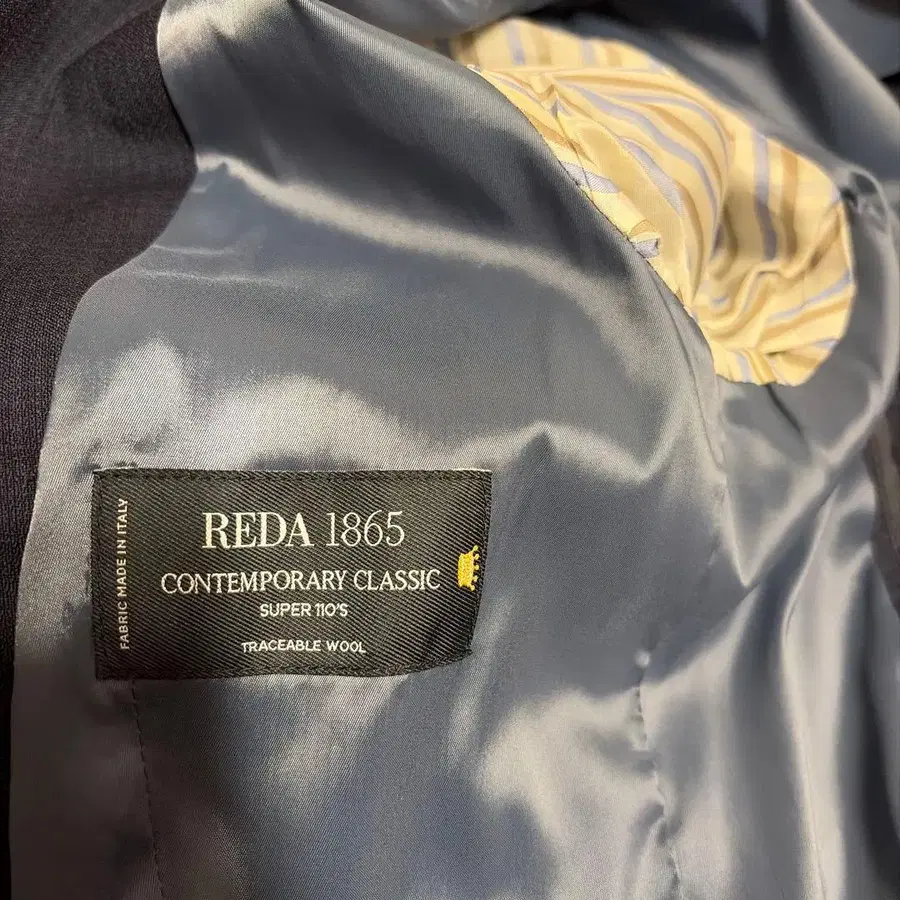 REDA 1865
CONTEMPORARY CLASSIC
SUPER 110'S
TRACEABLE WOOL
FABRIC MADE IN ITALY